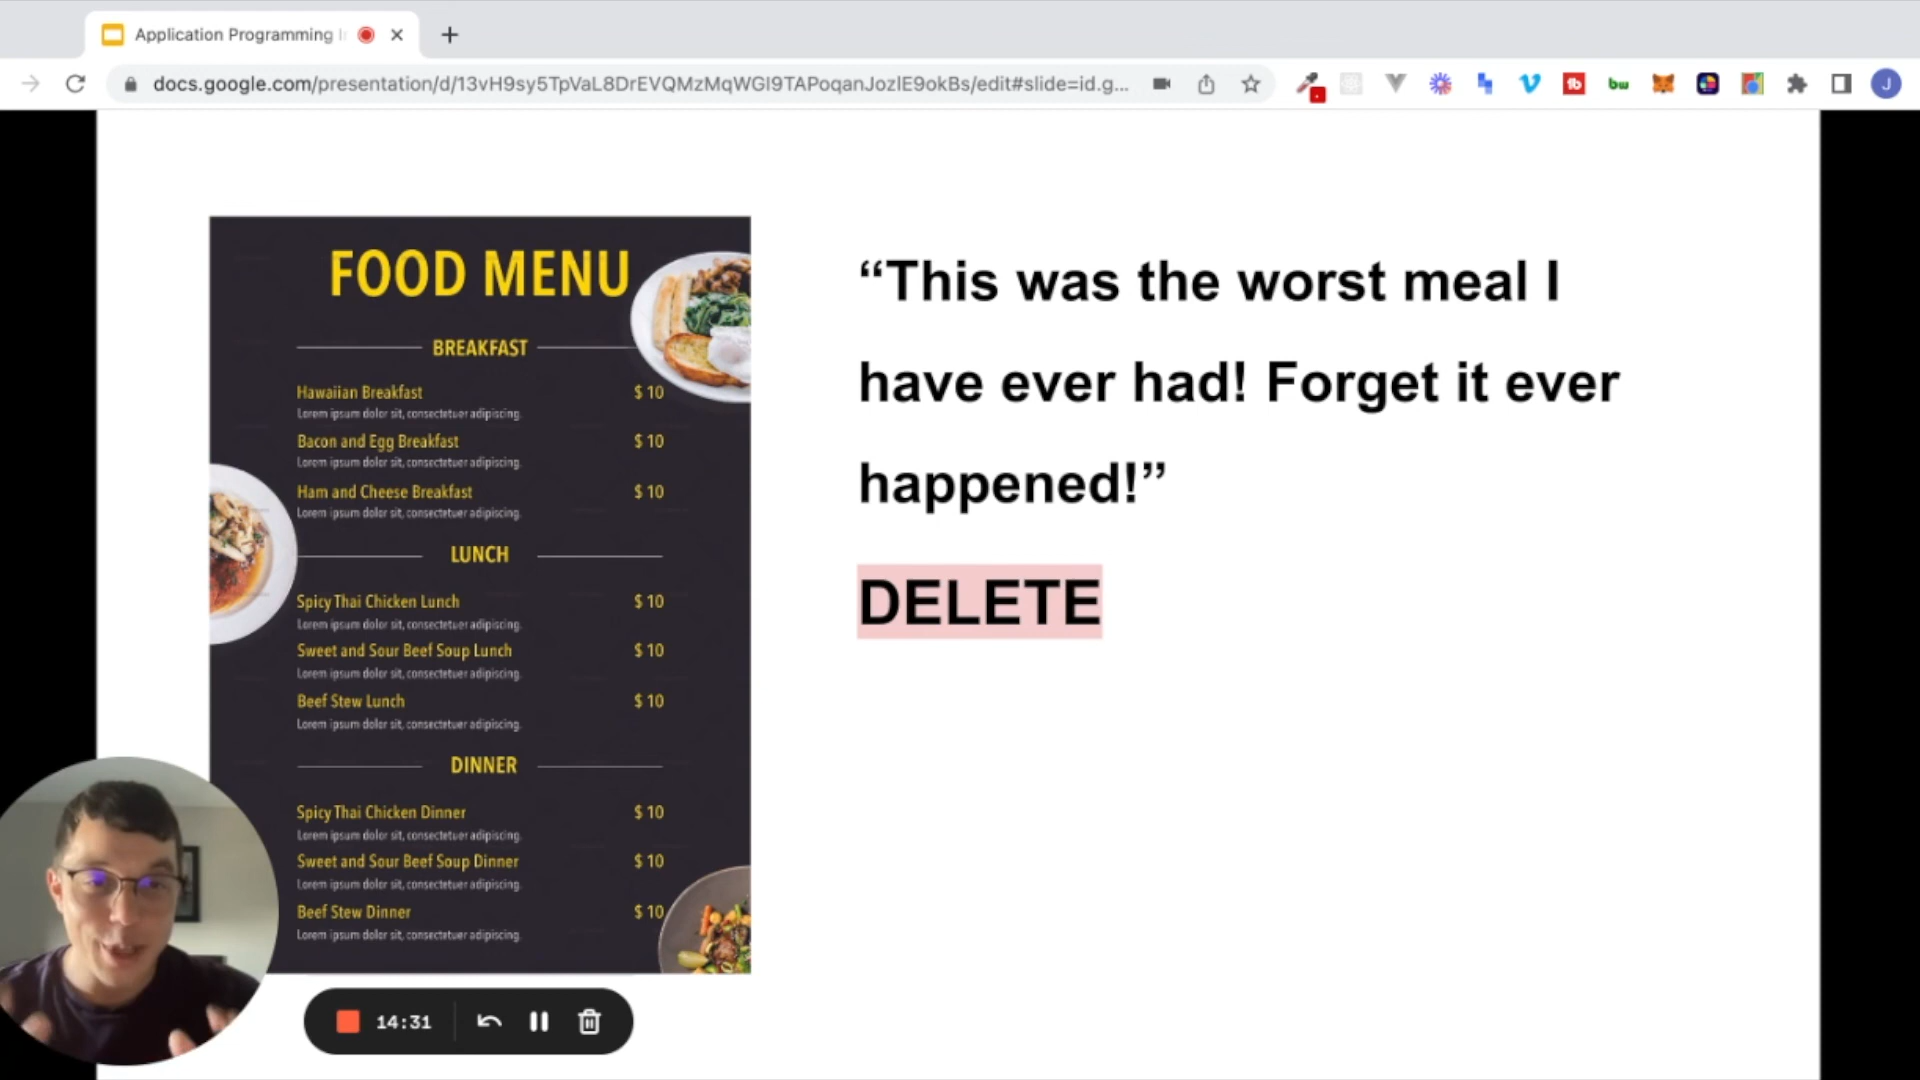 Application Programming I
docs.google.com/presentation/d/13vH9sy5TpVaL8DrEVQMzMqWGI9TAPoqanJozIE9okBs/edit#slide=id.g...
tb
bw
J
FOOD MENU
BREAKFAST
Hawaiian Breakfast $ 10
Lorem ipsum dolor sit, consectetuer adipiscing.
Bacon and Egg Breakfast $ 10
Lorem ipsum dolor sit, consectetuer adipiscing.
Ham and Cheese Breakfast $ 10
Lorem ipsum dolor sit, consectetuer adipiscing.
LUNCH
Spicy Thai Chicken Lunch $ 10
Lorem ipsum dolor sit, consectetuer adipiscing.
Sweet and Sour Beef Soup Lunch $ 10
Lorem ipsum dolor sit, consectetuer adipiscing.
Beef Stew Lunch $ 10
Lorem ipsum dolor sit, consectetuer adipiscing.
DINNER
Spicy Thai Chicken Dinner $ 10
Lorem ipsum dolor sit, consectetuer adipiscing.
Sweet and Sour Beef Soup Dinner $ 10
Lorem ipsum dolor sit, consectetuer adipiscing.
Beef Stew Dinner $ 10
Lorem ipsum dolor sit, consectetuer adipiscing.
“This was the worst meal I
have ever had! Forget it ever
happened!”
DELETE
14:31